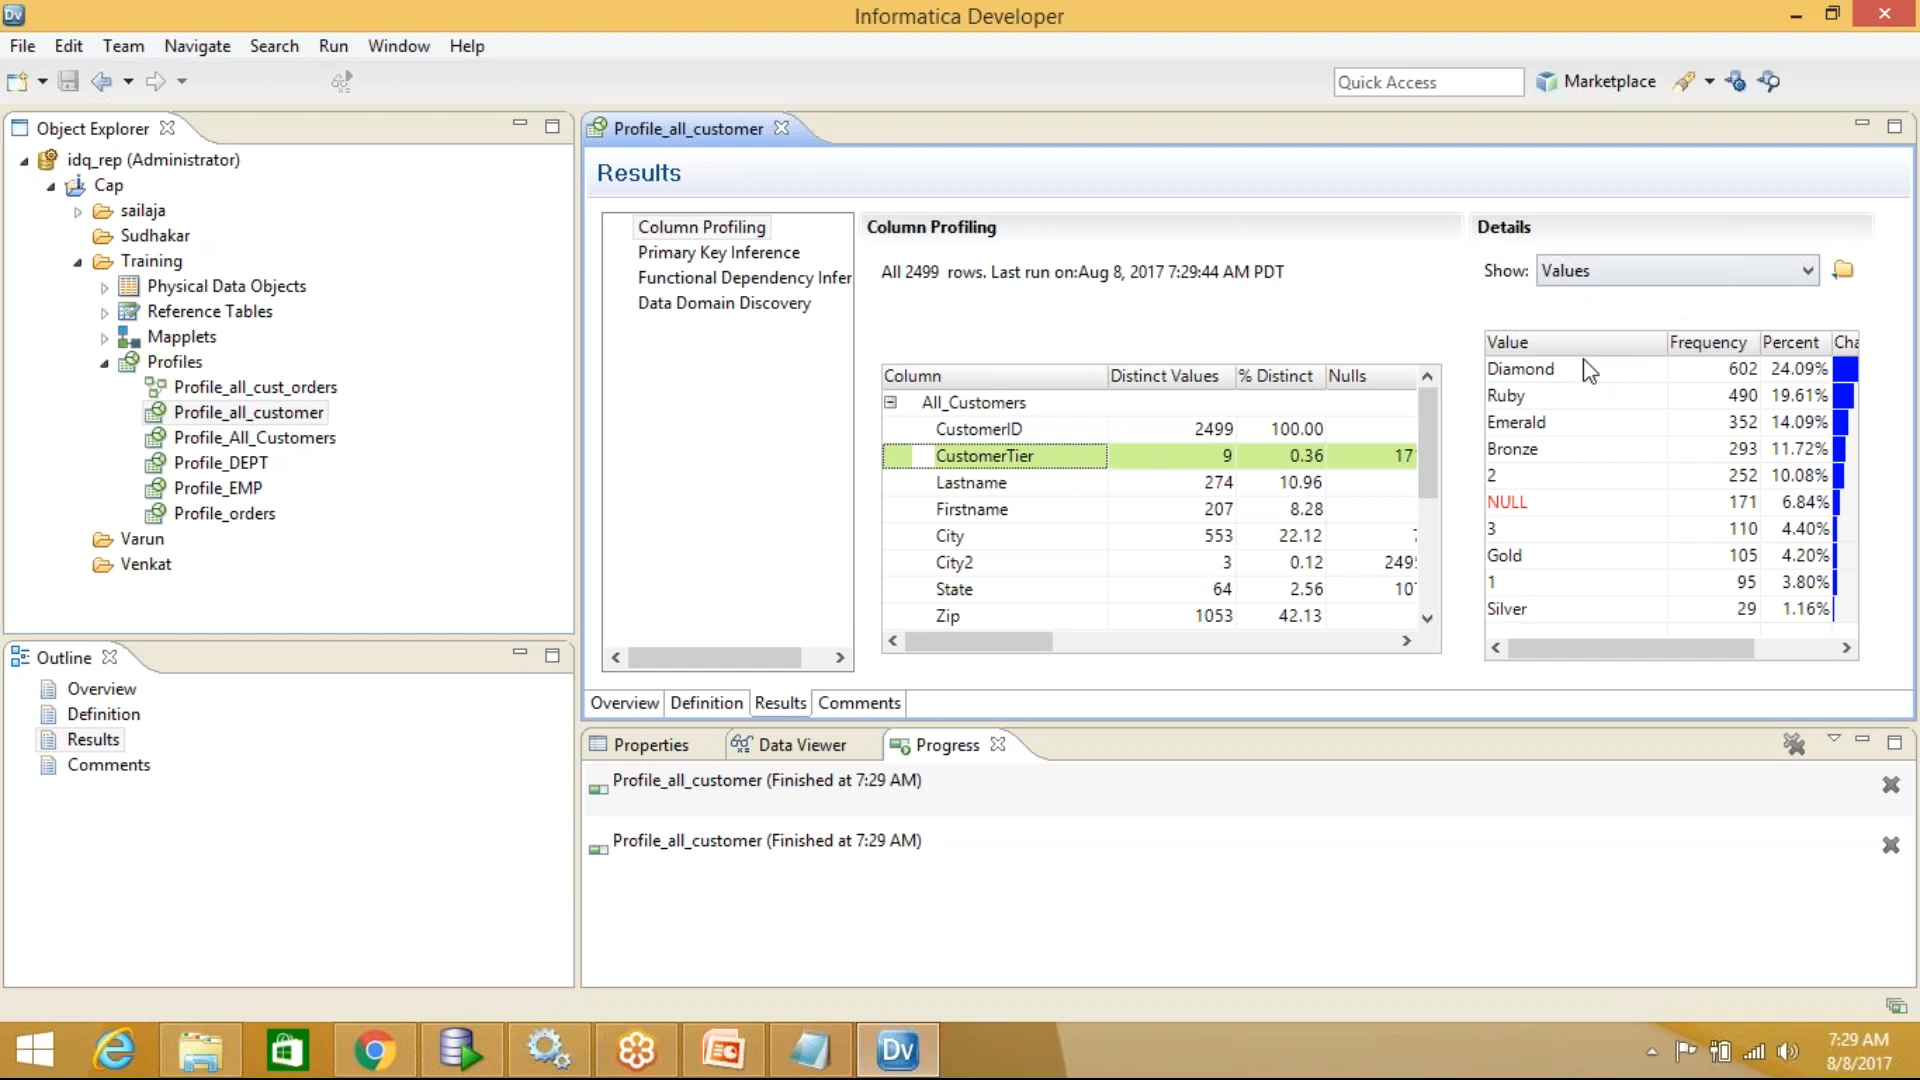 Dv
Informatica Developer
File Edit Team Navigate Search Run Window Help
Quick Access
Marketplace
Object Explorer
idq_rep (Administrator)
Cap
sailaja
Sudhakar
Training
Physical Data Objects
Reference Tables
Mapplets
Profiles
Profile_all_cust_orders
Profile_all_customer
Profile_All_Customers
Profile_DEPT
Profile_EMP
Profile_orders
Varun
Venkat
Outline
Overview
Definition
Results
Comments
Profile_all_customer
Results
Column Profiling
Primary Key Inference
Functional Dependency Infer
Data Domain Discovery
Column Profiling
All 2499 rows. Last run on:Aug 8, 2017 7:29:44 AM PDT
Column Distinct Values % Distinct Nulls
All_Customers
CustomerID 2499 100.00
CustomerTier 9 0.36 17
Lastname 274 10.96
Firstname 207 8.28
City 553 22.12
City2 3 0.12 249
State 64 2.56 10
Zip 1053 42.13
Details
Show: Values
Value Frequency Percent Cha
Diamond 602 24.09%
Ruby 490 19.61%
Emerald 352 14.09%
Bronze 293 11.72%
2 252 10.08%
NULL 171 6.84%
3 110 4.40%
Gold 105 4.20%
1 95 3.80%
Silver 29 1.16%
Overview Definition Results Comments
Properties Data Viewer Progress
Profile_all_customer (Finished at 7:29 AM)
Profile_all_customer (Finished at 7:29 AM)
Dv
7:29 AM
8/8/2017